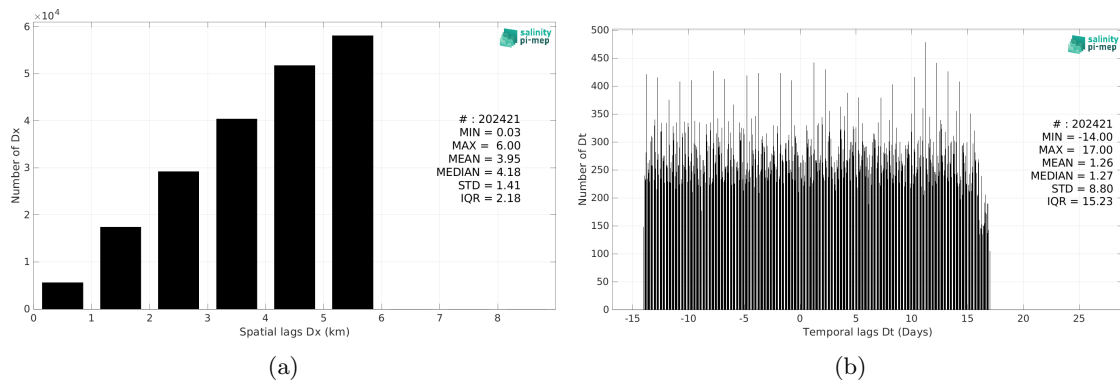 ×10⁴
6
5
4
3
2
1
0
Number of Dx
salinity
pi-mep
# : 202421
MIN = 0.03
MAX = 6.00
MEAN = 3.95
MEDIAN = 4.18
STD = 1.41
IQR = 2.18
0 1 2 3 4 5 6 7 8
Spatial lags Dx (km)
(a)
500
450
400
350
300
250
200
150
100
50
0
Number of Dt
salinity
pi-mep
# : 202421
MIN = -14.00
MAX = 17.00
MEAN = 1.26
MEDIAN = 1.27
STD = 8.80
IQR = 15.23
-15 -10 -5 0 5 10 15 20 25
Temporal lags Dt (Days)
(b)